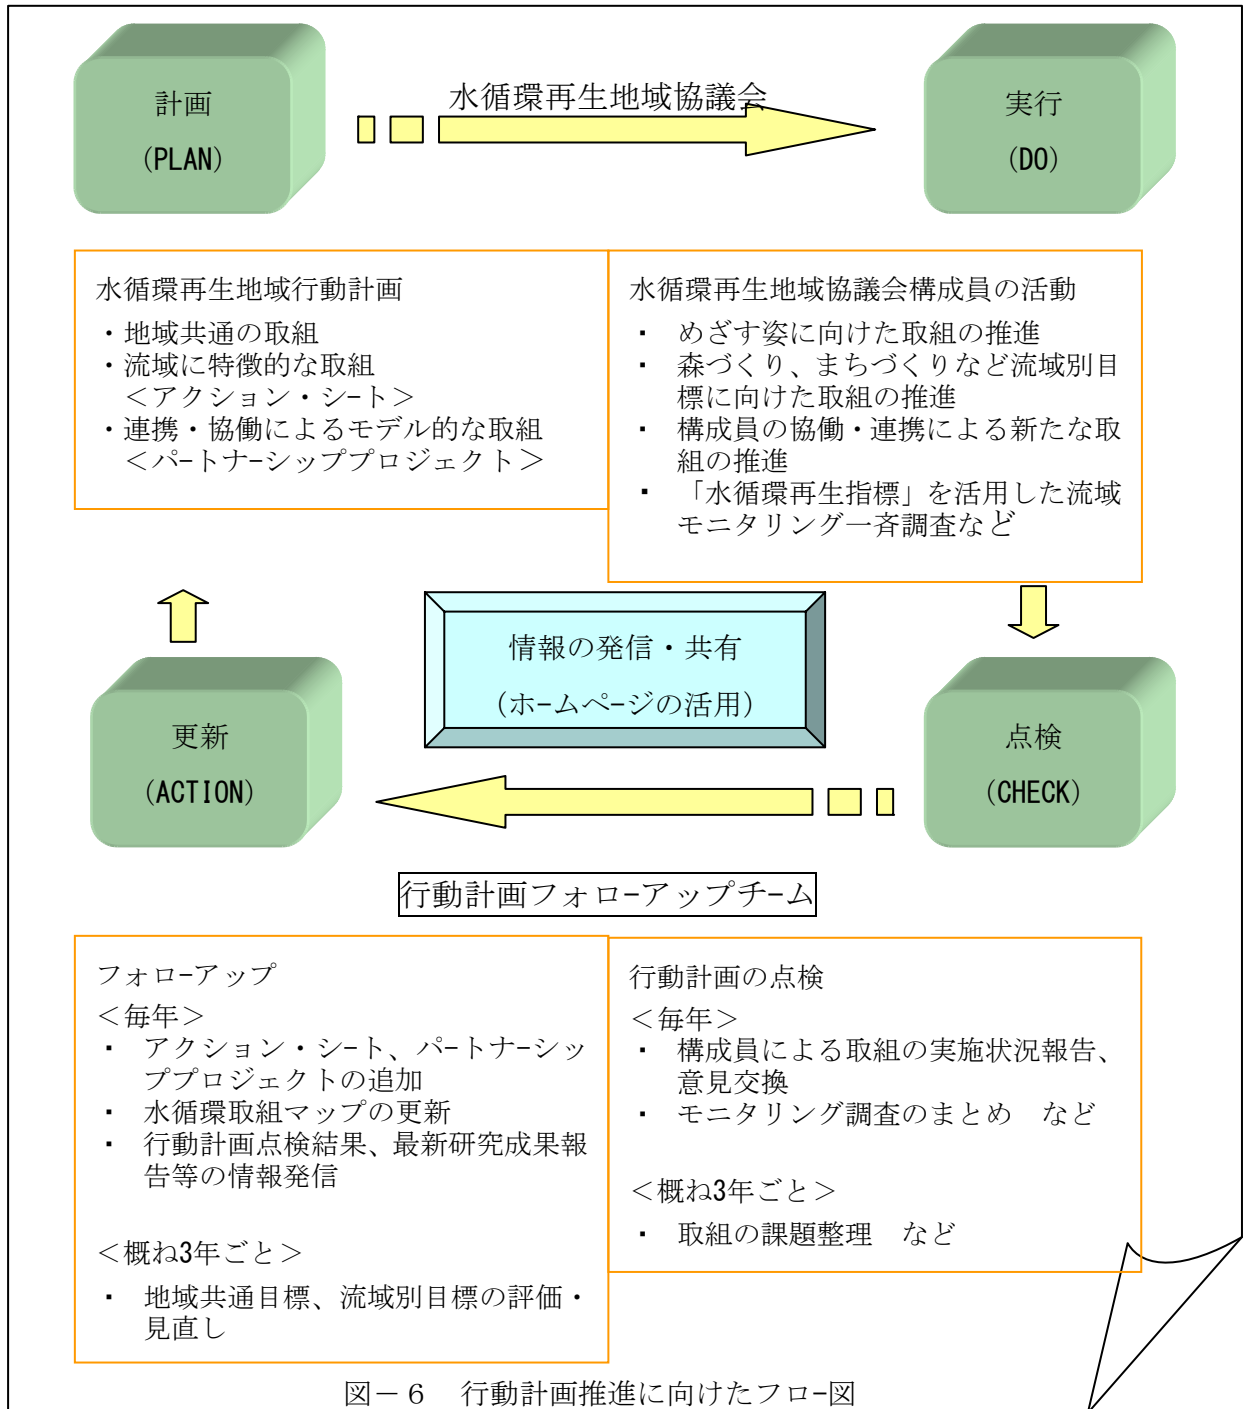 計画
(PLAN)
水循環再生地域協議会
実行
(DO)
水循環再生地域行動計画
・地域共通の取組
・流域に特徴的な取組
＜アクション・シート＞
・連携・協働によるモデル的な取組
＜パートナーシッププロジェクト＞
水循環再生地域協議会構成員の活動
・ めざす姿に向けた取組の推進
・ 森づくり、まちづくりなど流域別目
標に向けた取組の推進
・ 構成員の協働・連携による新たな取
組の推進
・ 「水循環再生指標」を活用した流域
モニタリング一斉調査など
情報の発信・共有
(ホームページの活用)
更新
(ACTION)
点検
(CHECK)
行動計画フォローアップチーム
フォローアップ
＜毎年＞
・ アクション・シート、パートナーシッ
ププロジェクトの追加
・ 水循環取組マップの更新
・ 行動計画点検結果、最新研究成果報
告等の情報発信
＜概ね3年ごと＞
・ 地域共通目標、流域別目標の評価・
見直し
行動計画の点検
＜毎年＞
・ 構成員による取組の実施状況報告、
意見交換
・ モニタリング調査のまとめ　など
＜概ね3年ごと＞
・ 取組の課題整理　など
図－6　行動計画推進に向けたフロー図